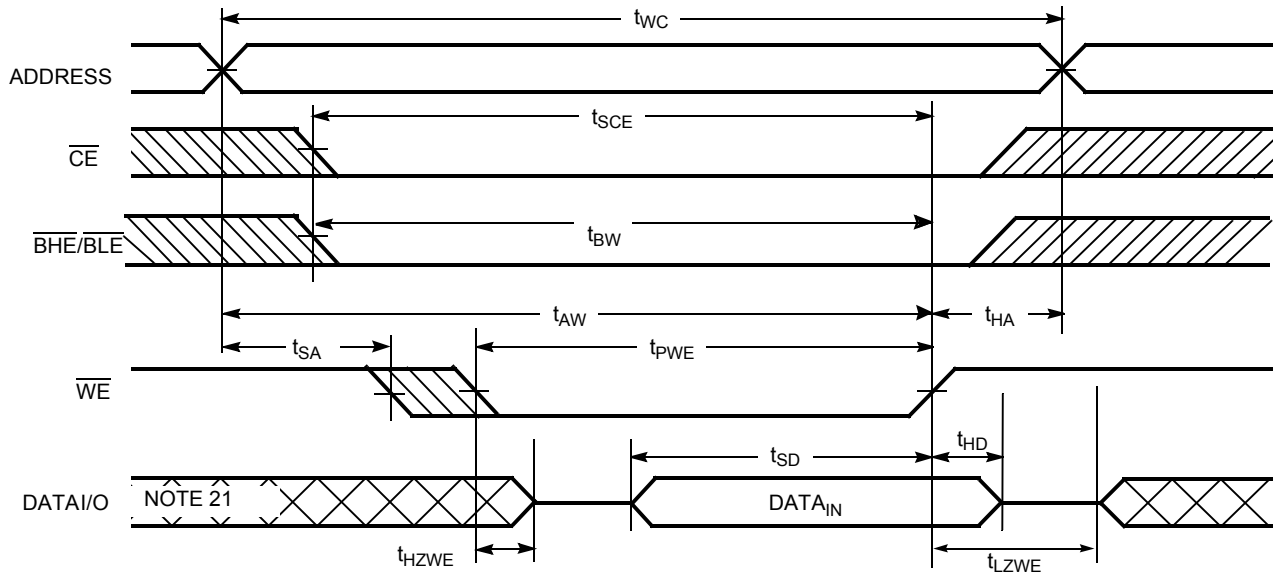 tWC
ADDRESS
tSCE
CE
tBW
BHE/BLE
tAW
tHA
tSA
tPWE
WE
tHD
tSD
DATAI/O
NOTE 21
DATAIN
tHZWE
tLZWE